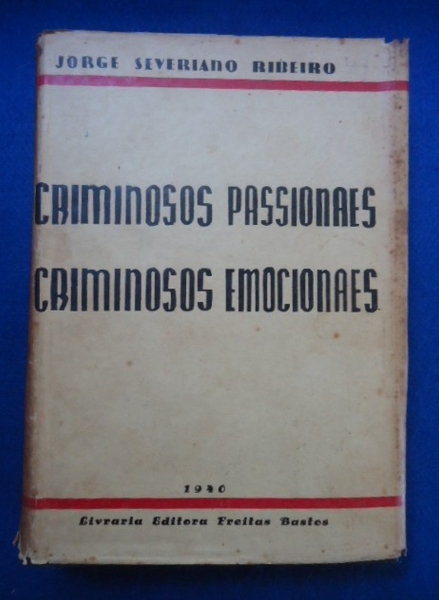 JORGE SEVERIANO RIBEIRO
CRIMINOSOS PASSIONAES
CRIMINOSOS EMOCIONAES
1940
Livraria Editora Freitas Bastos